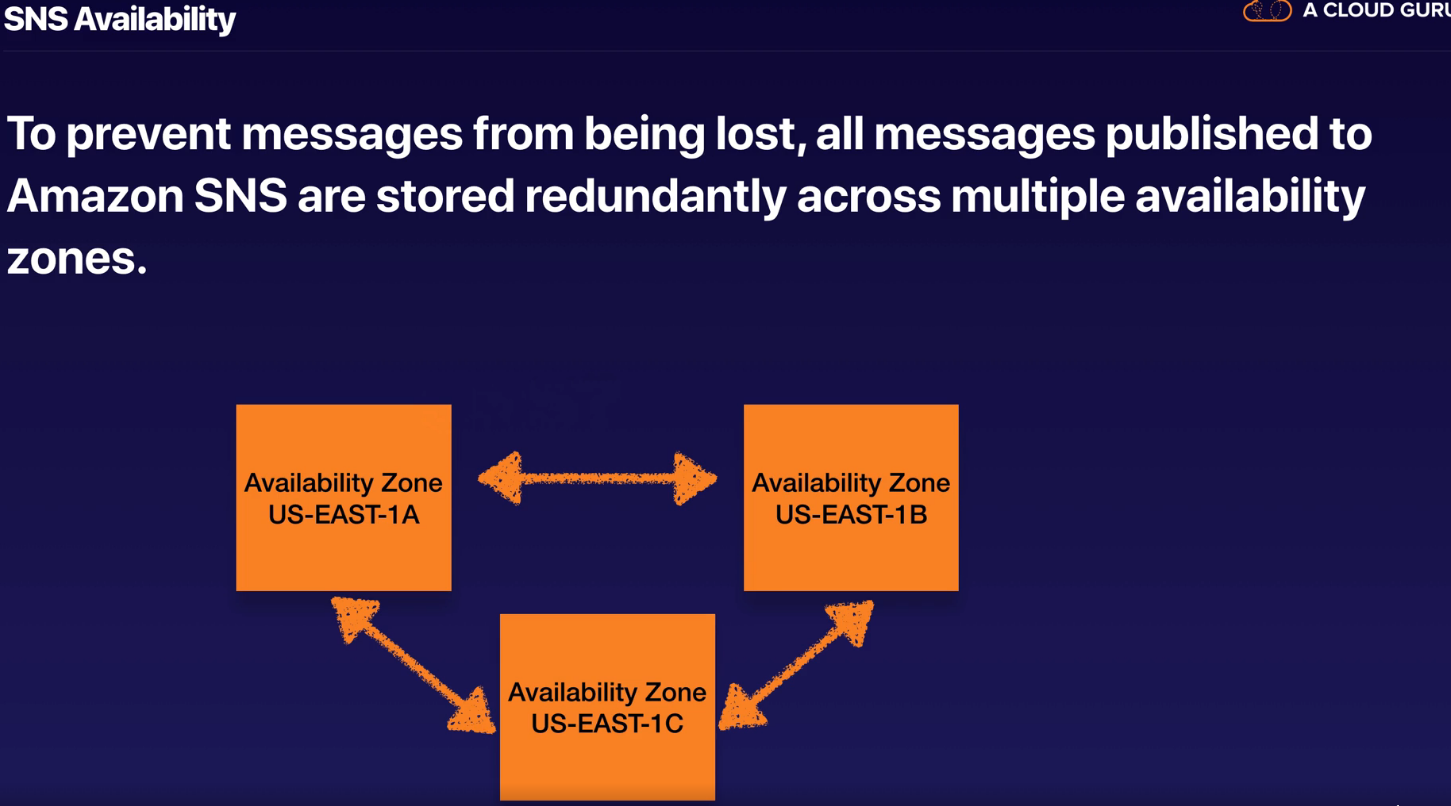 SNS Availability
A CLOUD GURU
To prevent messages from being lost, all messages published to
Amazon SNS are stored redundantly across multiple availability
zones.
Availability Zone
US-EAST-1A
Availability Zone
US-EAST-1B
Availability Zone
US-EAST-1C